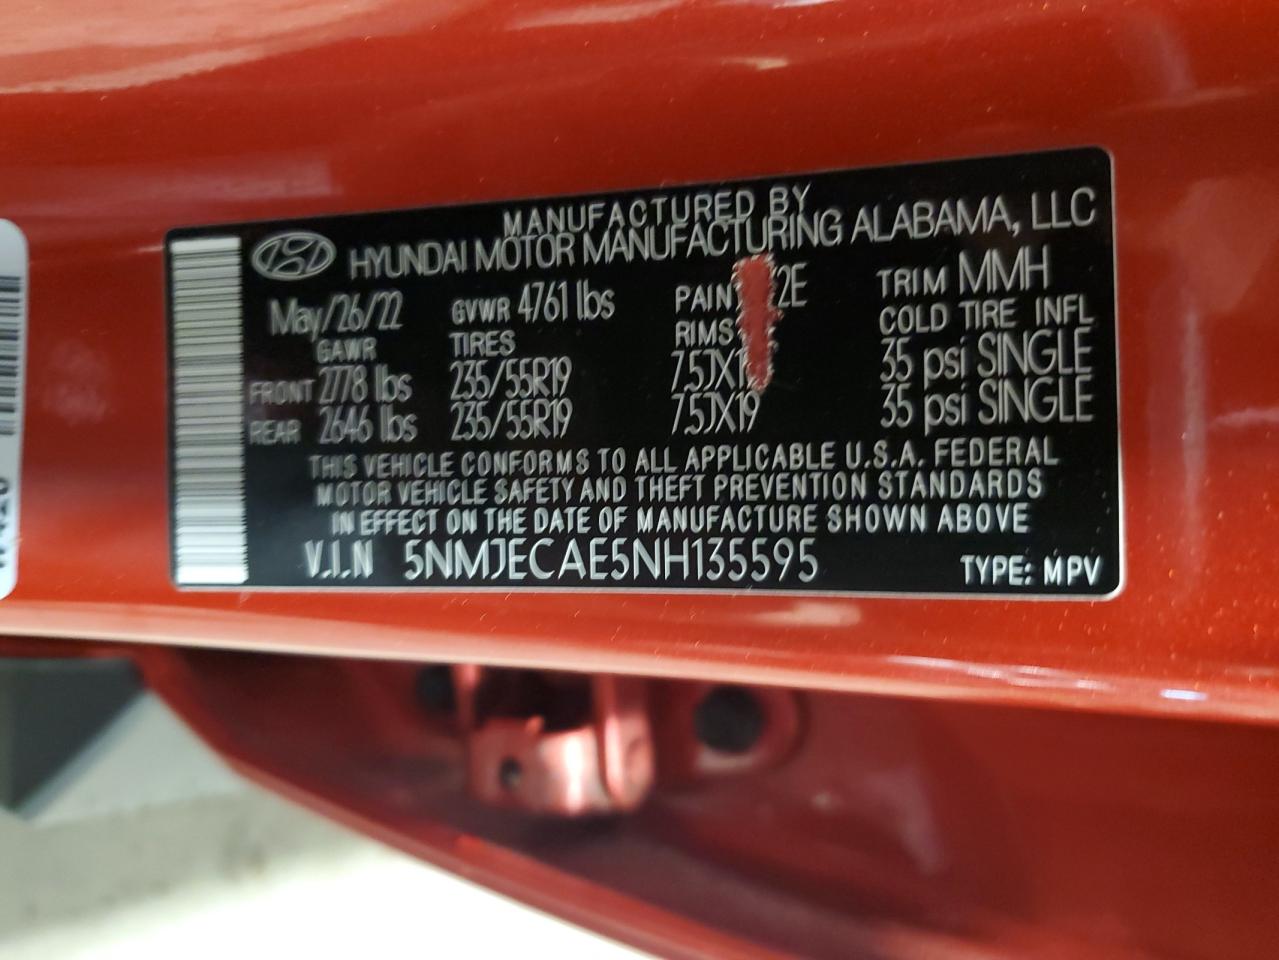 MANUFACTURED BY
HYUNDAI MOTOR MANUFACTURING ALABAMA, LLC
May/26/22 GVWR 4761 lbs 2E TRIM MMH
GAWR TIRES RIMS COLD TIRE INFL
FRONT 2778 lbs 235/55R19 35 psi SINGLE
REAR 2646 lbs 235/55R19 7.5JX19 35 psi SINGLE
THIS VEHICLE CONFORMS TO ALL APPLICABLE U.S.A. FEDERAL
MOTOR VEHICLE SAFETY AND THEFT PREVENTION STANDARDS
IN EFFECT ON THE DATE OF MANUFACTURE SHOWN ABOVE
V.I.N 5NMJECAE5NH135595 TYPE: MPV